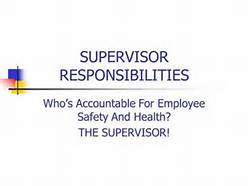 SUPERVISOR
RESPONSIBILITIES
Who's Accountable For Employee
Safety And Health?
THE SUPERVISOR!